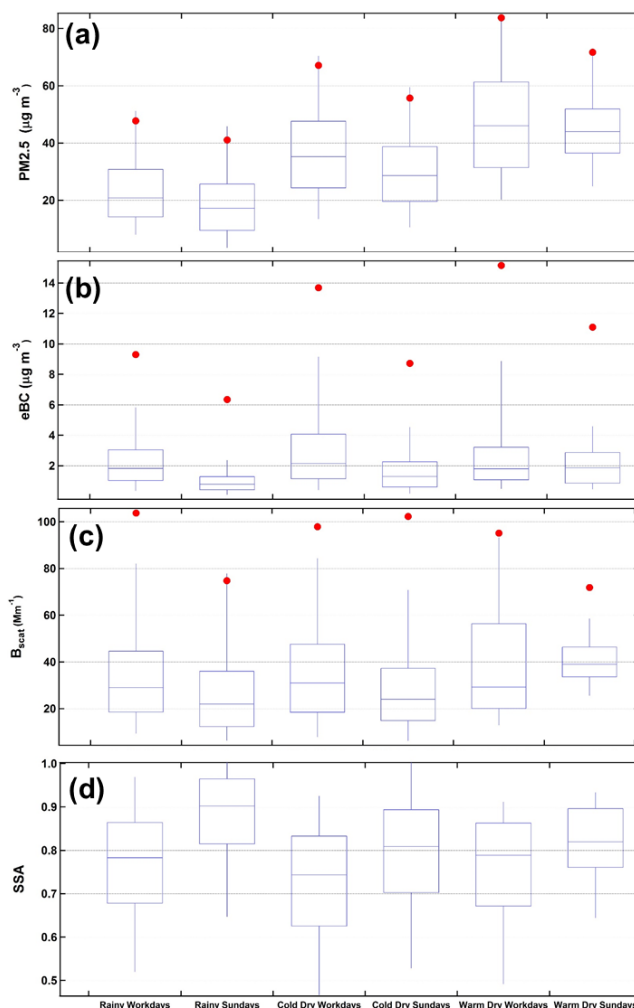 (a)
PM2.5 (µg m⁻³)
80
60
40
20
(b)
eBC (µg m⁻³)
14
12
10
8
6
4
2
(c)
Bscat (Mm⁻¹)
100
80
60
40
20
(d)
SSA
1.0
0.9
0.8
0.7
0.6
0.5
Rainy Workdays Rainy Sundays Cold Dry Workdays Cold Dry Sundays Warm Dry Workdays Warm Dry Sundays